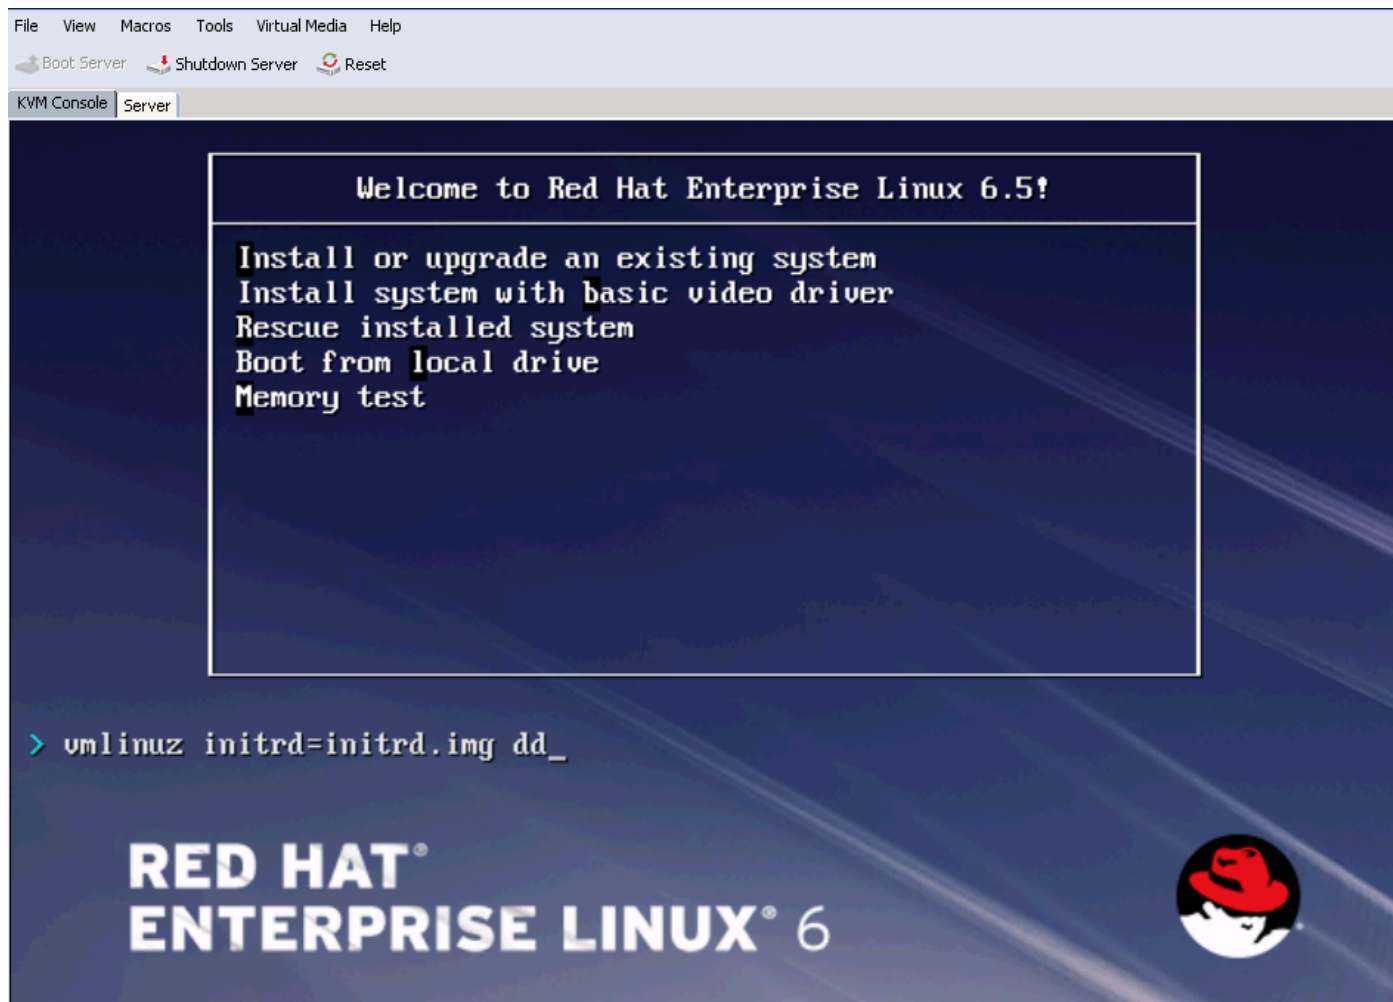 File View Macros Tools Virtual Media Help
Boot Server Shutdown Server Reset
KVM Console Server
Welcome to Red Hat Enterprise Linux 6.5!
Install or upgrade an existing system
Install system with basic video driver
Rescue installed system
Boot from local drive
Memory test
> vmlinuz initrd=initrd.img dd_
RED HAT®
ENTERPRISE LINUX® 6